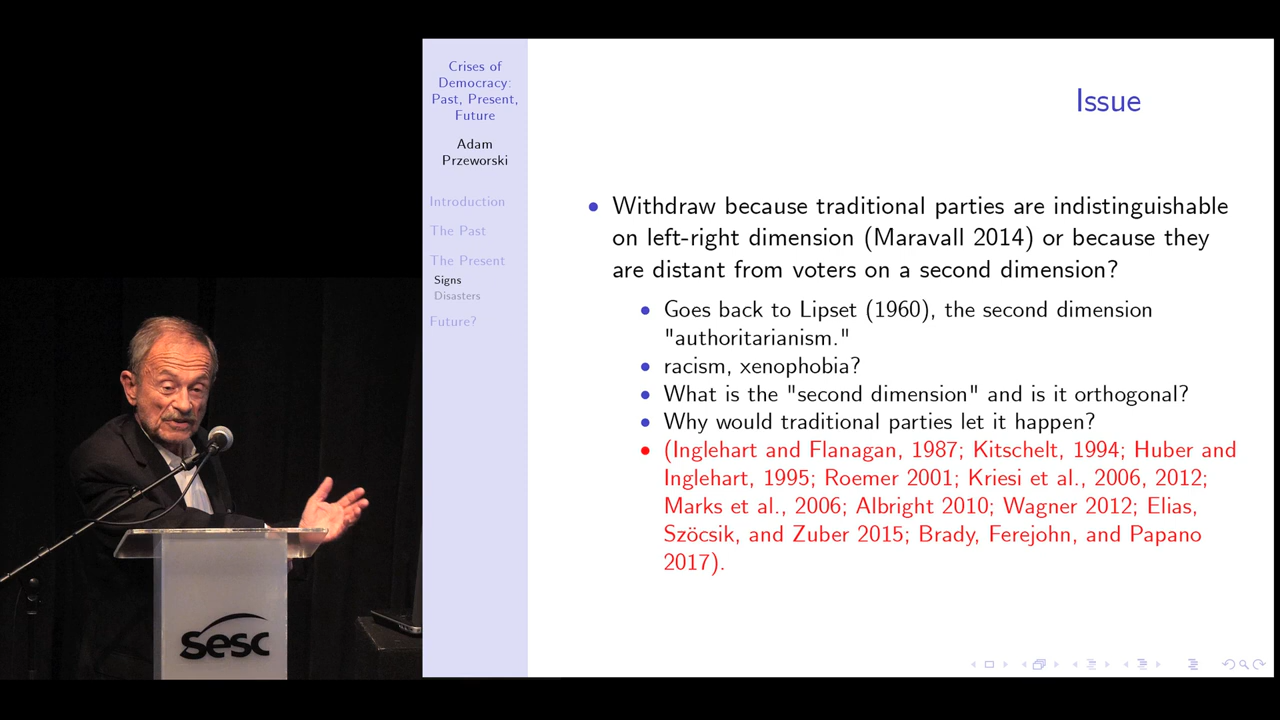 Crises of
Democracy:
Past, Present,
Future
Adam
Przeworski
Introduction
The Past
The Present
Signs
Disasters
Future?
Issue
Withdraw because traditional parties are indistinguishable
on left-right dimension (Maravall 2014) or because they
are distant from voters on a second dimension?
Goes back to Lipset (1960), the second dimension
"authoritarianism."
racism, xenophobia?
What is the "second dimension" and is it orthogonal?
Why would traditional parties let it happen?
(Inglehart and Flanagan, 1987; Kitschelt, 1994; Huber and
Inglehart, 1995; Roemer 2001; Kriesi et al., 2006, 2012;
Marks et al., 2006; Albright 2010; Wagner 2012; Elias,
Szöcsik, and Zuber 2015; Brady, Ferejohn, and Papano
2017).
sesc